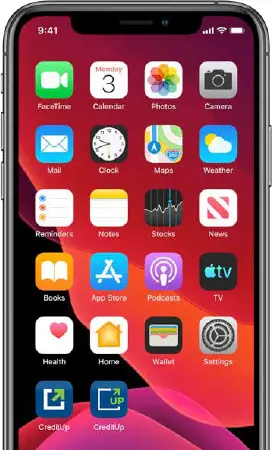 9:41
Monday
3
FaceTime Calendar Photos Camera
280
Mail Clock Maps Weather
Reminders Notes Stocks News
tv
Books App Store Podcasts TV
Health Home Wallet Settings
UP
CreditUp CreditUp